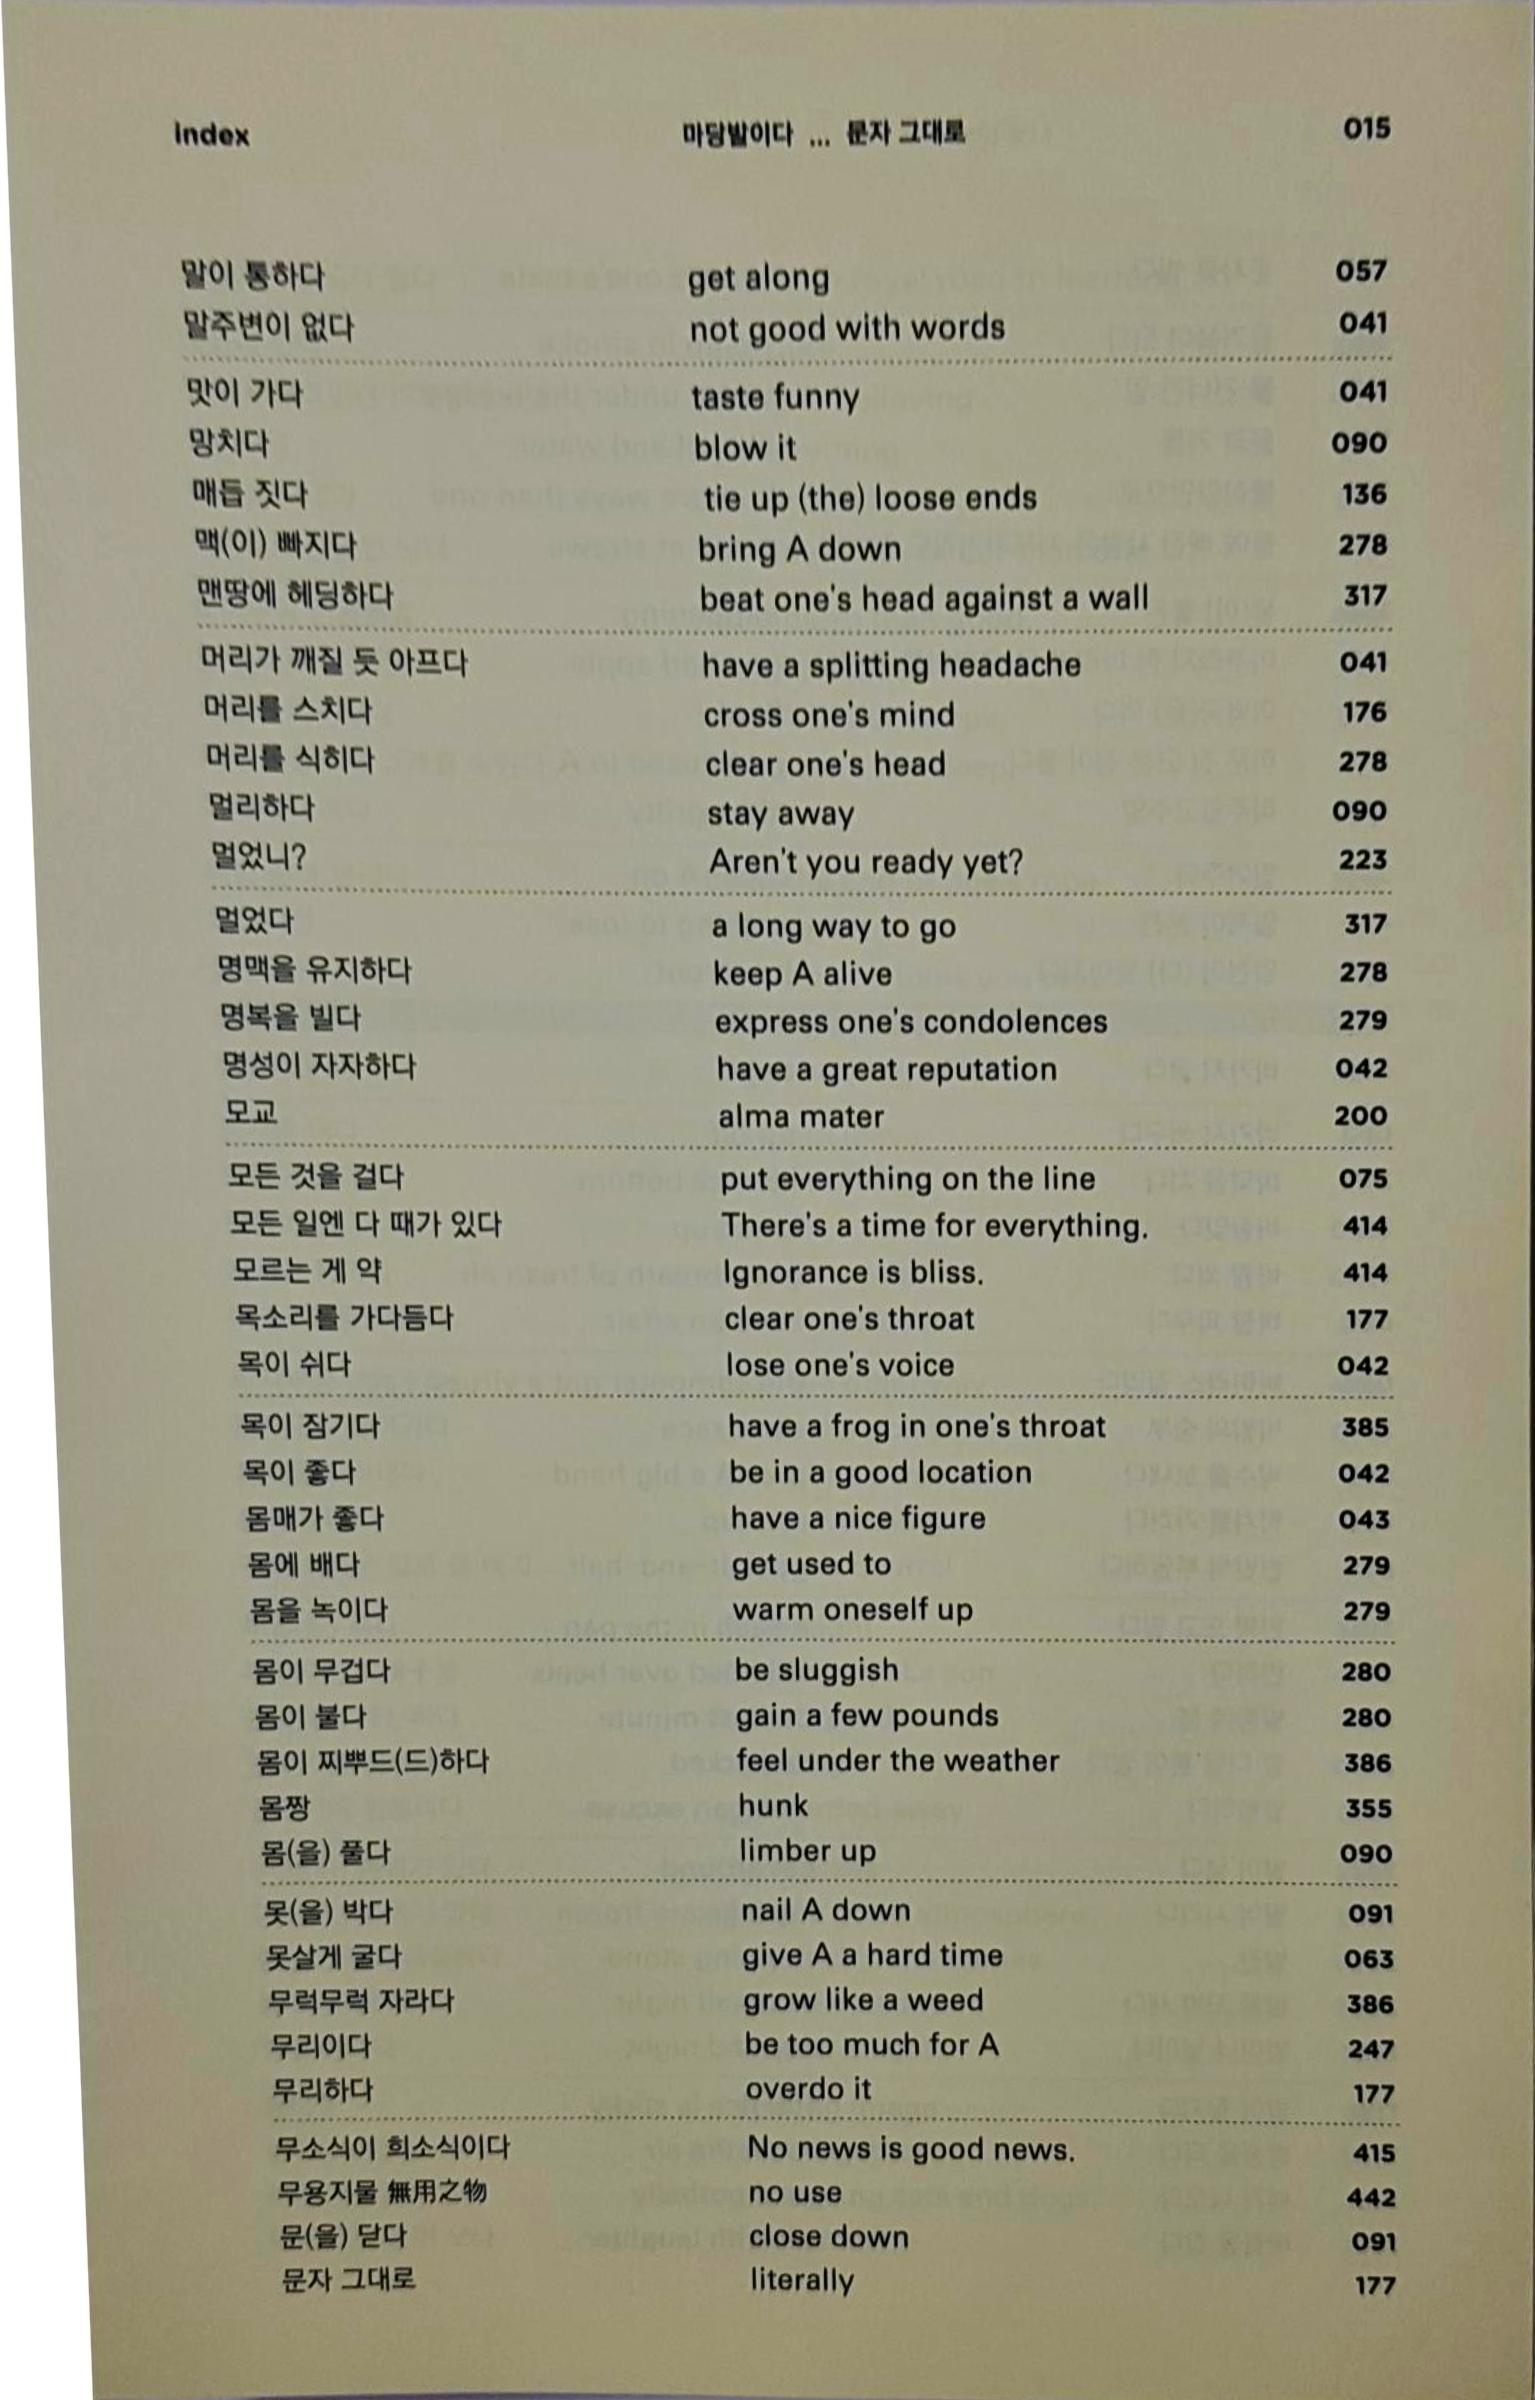 index 마당발이다 ... 문자 그대로 015
말이 통하다 get along 057
말주변이 없다 not good with words 041
맛이 가다 taste funny 041
망치다 blow it 090
매듭 짓다 tie up (the) loose ends 136
맥(이) 빠지다 bring A down 278
맨땅에 헤딩하다 beat one's head against a wall 317
머리가 깨질 듯 아프다 have a splitting headache 041
머리를 스치다 cross one's mind 176
머리를 식히다 clear one's head 278
멀리하다 stay away 090
멀었니? Aren't you ready yet? 223
멀었다 a long way to go 317
명맥을 유지하다 keep A alive 278
명복을 빌다 express one's condolences 279
명성이 자자하다 have a great reputation 042
모교 alma mater 200
모든 것을 걸다 put everything on the line 075
모든 일엔 다 때가 있다 There's a time for everything. 414
모르는 게 약 Ignorance is bliss. 414
목소리를 가다듬다 clear one's throat 177
목이 쉬다 lose one's voice 042
목이 잠기다 have a frog in one's throat 385
목이 좋다 be in a good location 042
몸매가 좋다 have a nice figure 043
몸에 배다 get used to 279
몸을 녹이다 warm oneself up 279
몸이 무겁다 be sluggish 280
몸이 불다 gain a few pounds 280
몸이 찌뿌드(드)하다 feel under the weather 386
몸짱 hunk 355
몸(을) 풀다 limber up 090
못(을) 박다 nail A down 091
못살게 굴다 give A a hard time 063
무럭무럭 자라다 grow like a weed 386
무리이다 be too much for A 247
무리하다 overdo it 177
무소식이 희소식이다 No news is good news. 415
무용지물 無用之物 no use 442
문(을) 닫다 close down 091
문자 그대로 literally 177